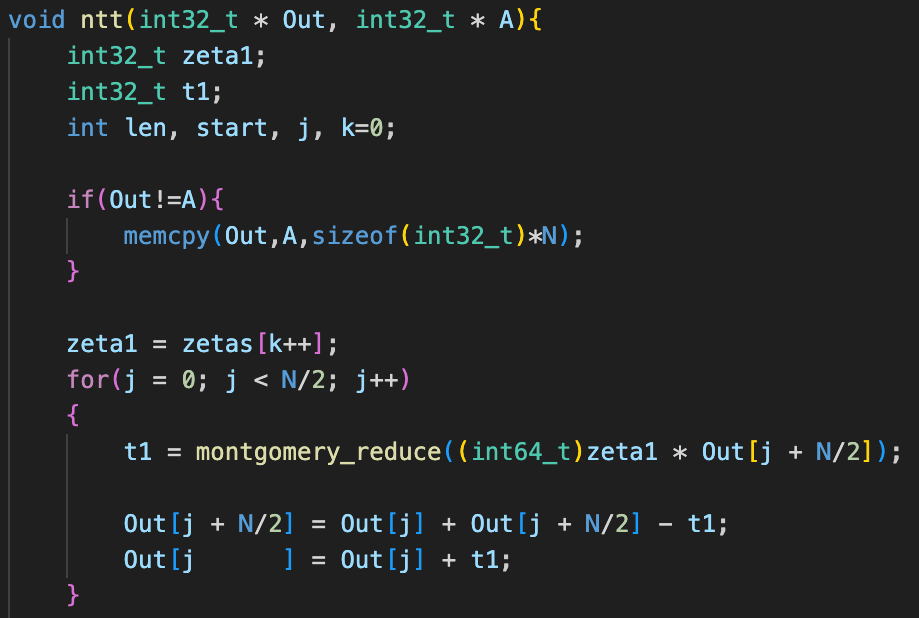 void ntt(int32_t * Out, int32_t * A){
    int32_t zeta1;
    int32_t t1;
    int len, start, j, k=0;

    if(Out!=A){
        memcpy(Out,A,sizeof(int32_t)*N);
    }

    zeta1 = zetas[k++];
    for(j = 0; j < N/2; j++)
    {
        t1 = montgomery_reduce((int64_t)zeta1 * Out[j + N/2]);

        Out[j + N/2] = Out[j] + Out[j + N/2] - t1;
        Out[j      ] = Out[j] + t1;
    }